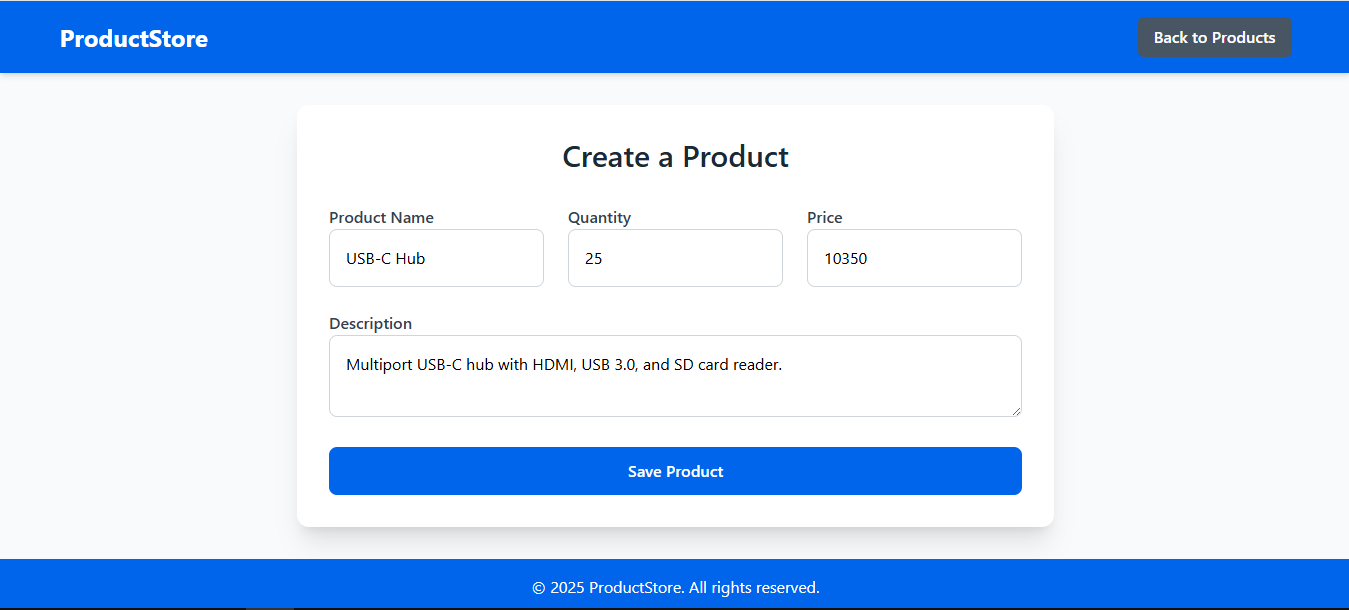 ProductStore
Back to Products
Create a Product
Product Name
Quantity
Price
USB-C Hub
25
10350
Description
Multiport USB-C hub with HDMI, USB 3.0, and SD card reader.
Save Product
© 2025 ProductStore. All rights reserved.